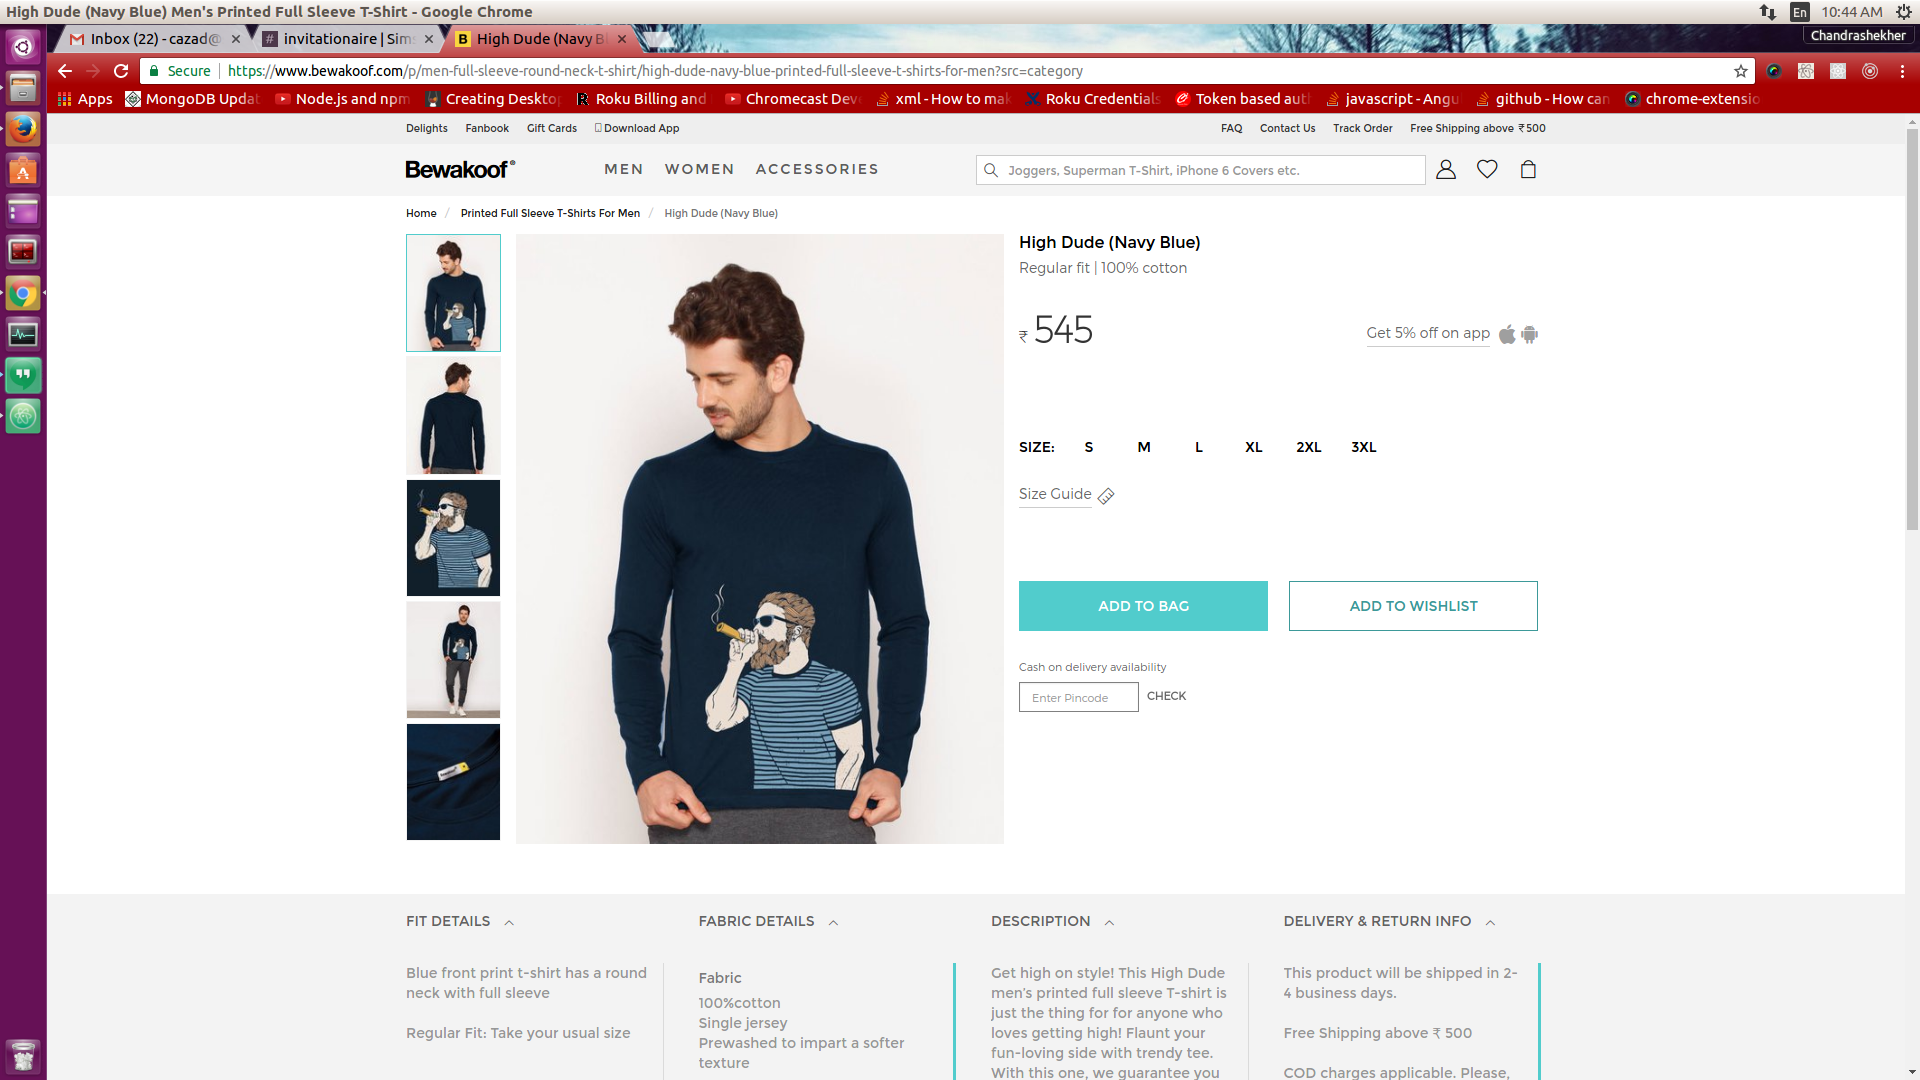 High Dude (Navy Blue) Men's Printed Full Sleeve T-Shirt - Google Chrome
En
10:44 AM
Inbox (22) - cazad@
invitationaire | Sims
High Dude (Navy Bl
Chandrashekher
Secure
https://www.bewakoof.com/p/men-full-sleeve-round-neck-t-shirt/high-dude-navy-blue-printed-full-sleeve-t-shirts-for-men?src=category
Apps
MongoDB Updat
Node.js and npm
Creating Deskto
Roku Billing and
Chromecast Dev
xml - How to mak
Roku Credentials
Token based aut
javascript - Angu
github - How can
chrome-extensio
Delights
Fanbook
Gift Cards
Download App
FAQ
Contact Us
Track Order
Free Shipping above ₹500
Bewakoof®
MEN
WOMEN
ACCESSORIES
Joggers, Superman T-Shirt, iPhone 6 Covers etc.
Home / Printed Full Sleeve T-Shirts For Men / High Dude (Navy Blue)
High Dude (Navy Blue)
Regular fit | 100% cotton
₹ 545
Get 5% off on app
SIZE: S M L XL 2XL 3XL
Size Guide
ADD TO BAG
ADD TO WISHLIST
Cash on delivery availability
Enter Pincode
CHECK
FIT DETAILS
Blue front print t-shirt has a round
neck with full sleeve
Regular Fit: Take your usual size
FABRIC DETAILS
Fabric
100%cotton
Single jersey
Prewashed to impart a softer
texture
DESCRIPTION
Get high on style! This High Dude
men's printed full sleeve T-shirt is
just the thing for for anyone who
loves getting high! Flaunt your
fun-loving side with trendy tee.
With this one, we guarantee you
DELIVERY & RETURN INFO
This product will be shipped in 2-
4 business days.
Free Shipping above ₹ 500
COD charges applicable. Please,